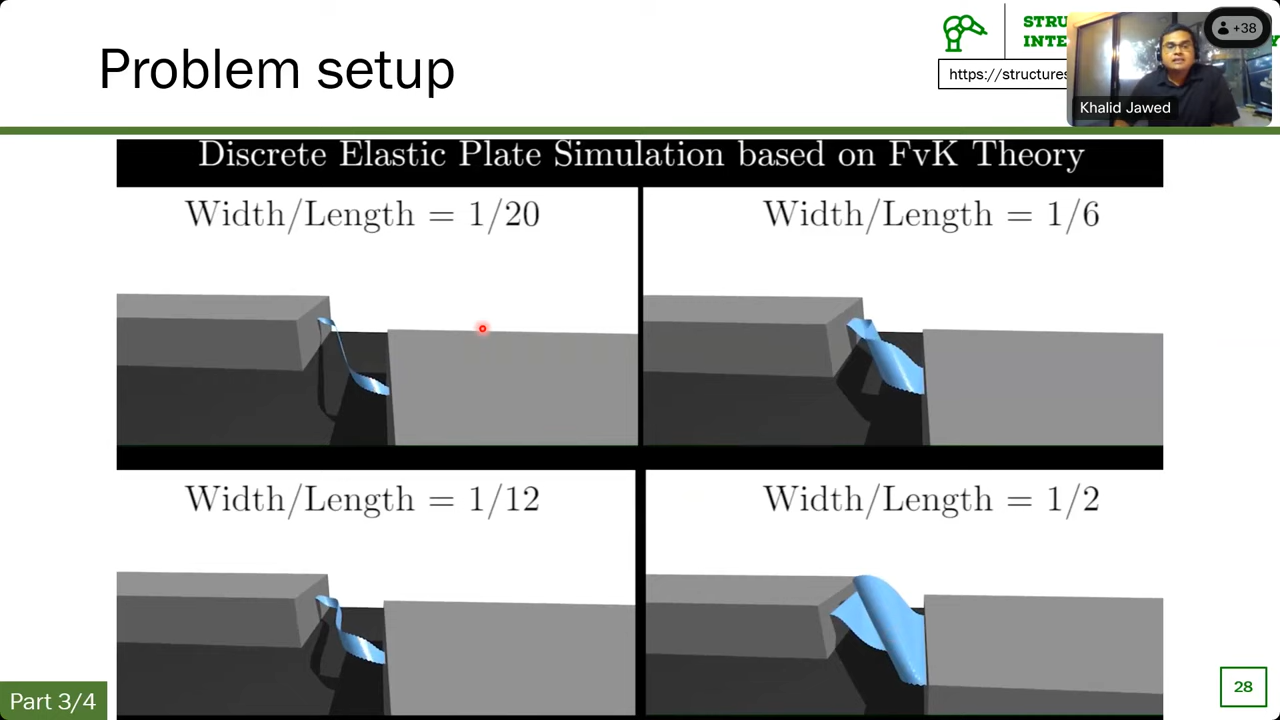 Problem setup
STRU
INTE
https://structures
+38
Khalid Jawed
Discrete Elastic Plate Simulation based on FvK Theory
Width/Length = 1/20
Width/Length = 1/6
Width/Length = 1/12
Width/Length = 1/2
Part 3/4
28